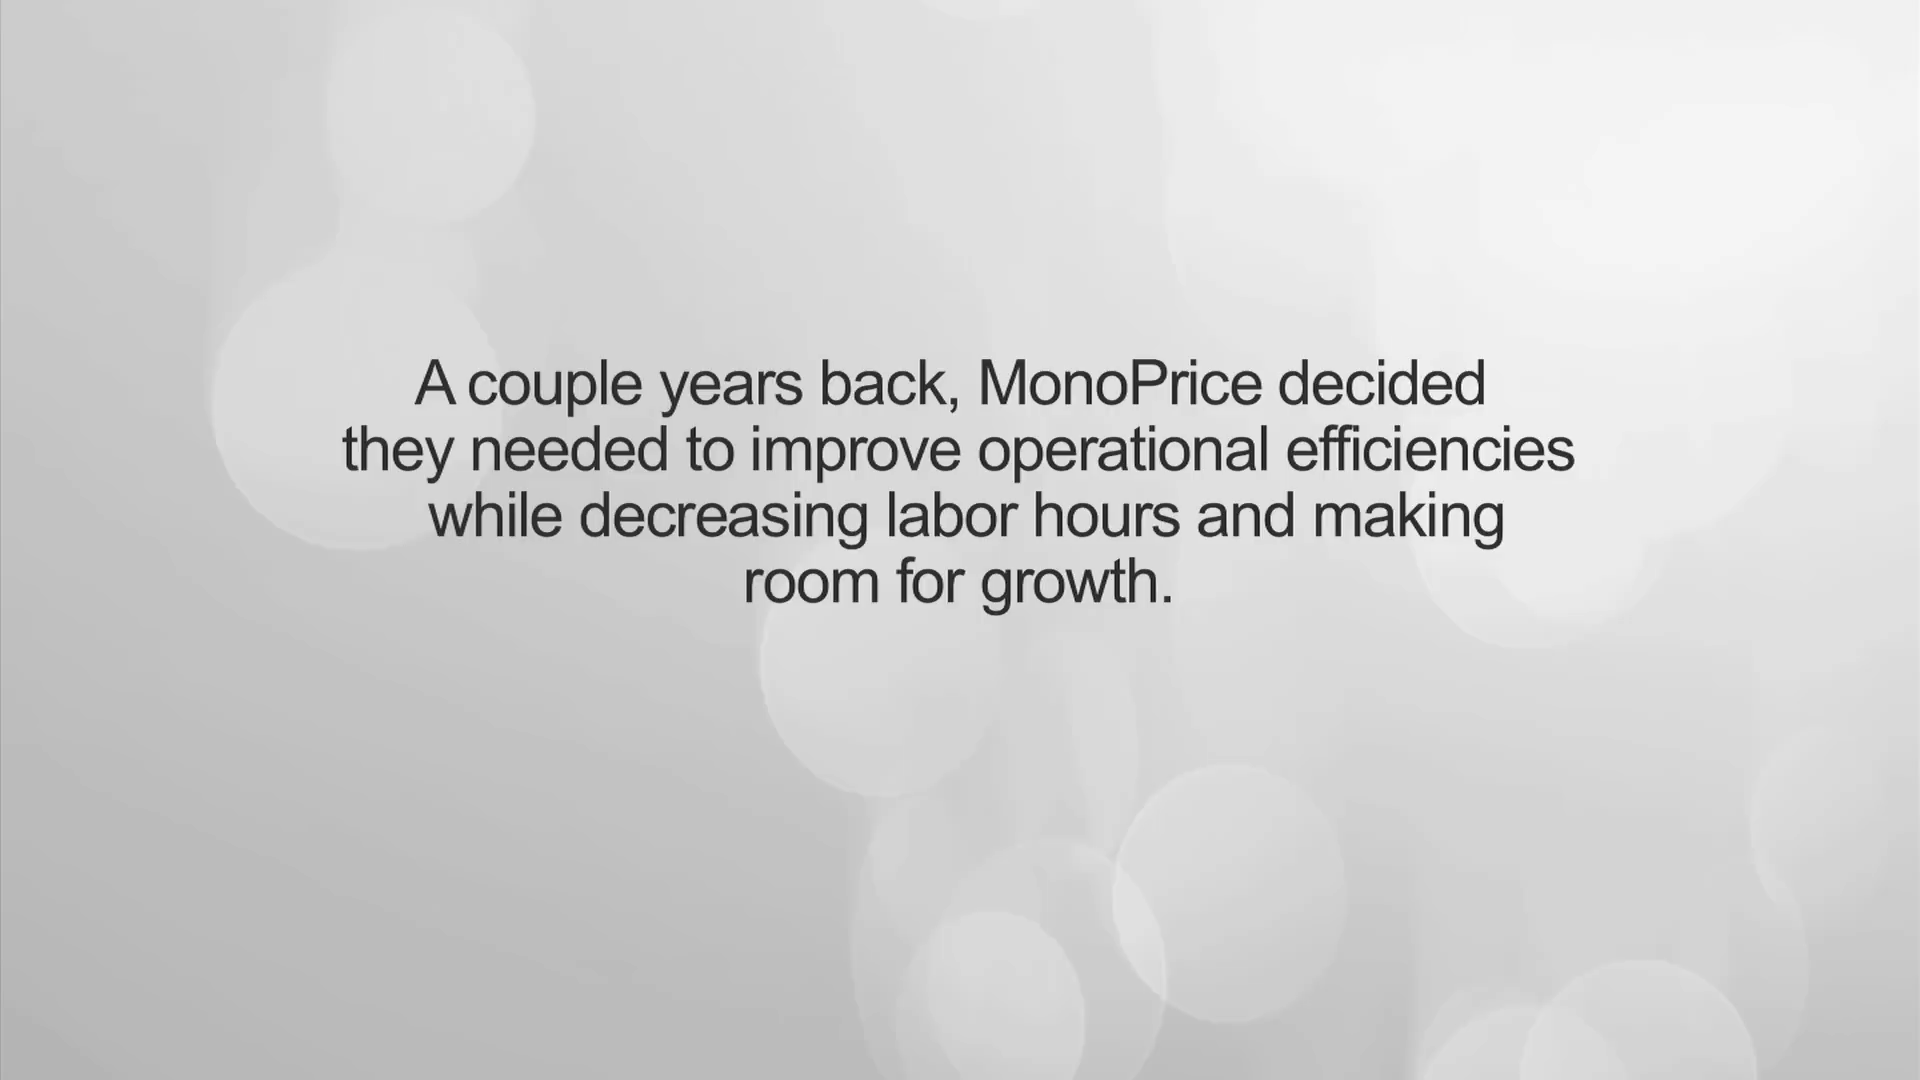 A couple years back, MonoPrice decided
they needed to improve operational efficiencies
while decreasing labor hours and making
room for growth.